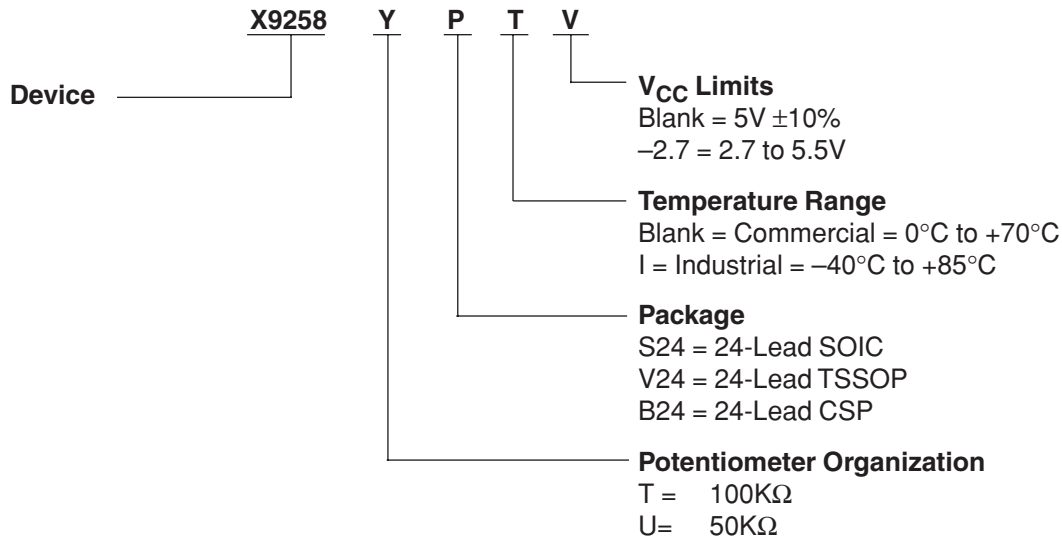 X9258 Y P T V
Device
VCC Limits
Blank = 5V ±10%
–2.7 = 2.7 to 5.5V
Temperature Range
Blank = Commercial = 0°C to +70°C
I = Industrial = –40°C to +85°C
Package
S24 = 24-Lead SOIC
V24 = 24-Lead TSSOP
B24 = 24-Lead CSP
Potentiometer Organization
T = 100KΩ
U= 50KΩ